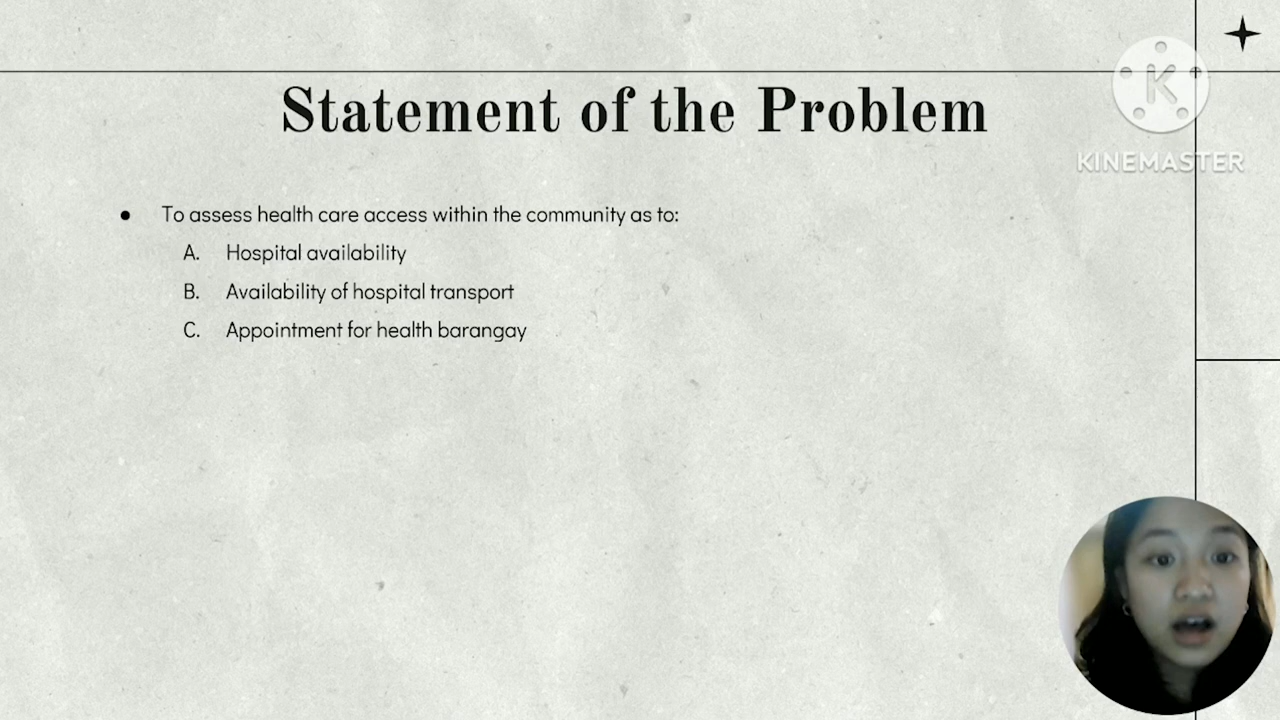 Statement of the Problem
K
KINEMASTER
● To assess health care access within the community as to:
A. Hospital availability
B. Availability of hospital transport
C. Appointment for health barangay